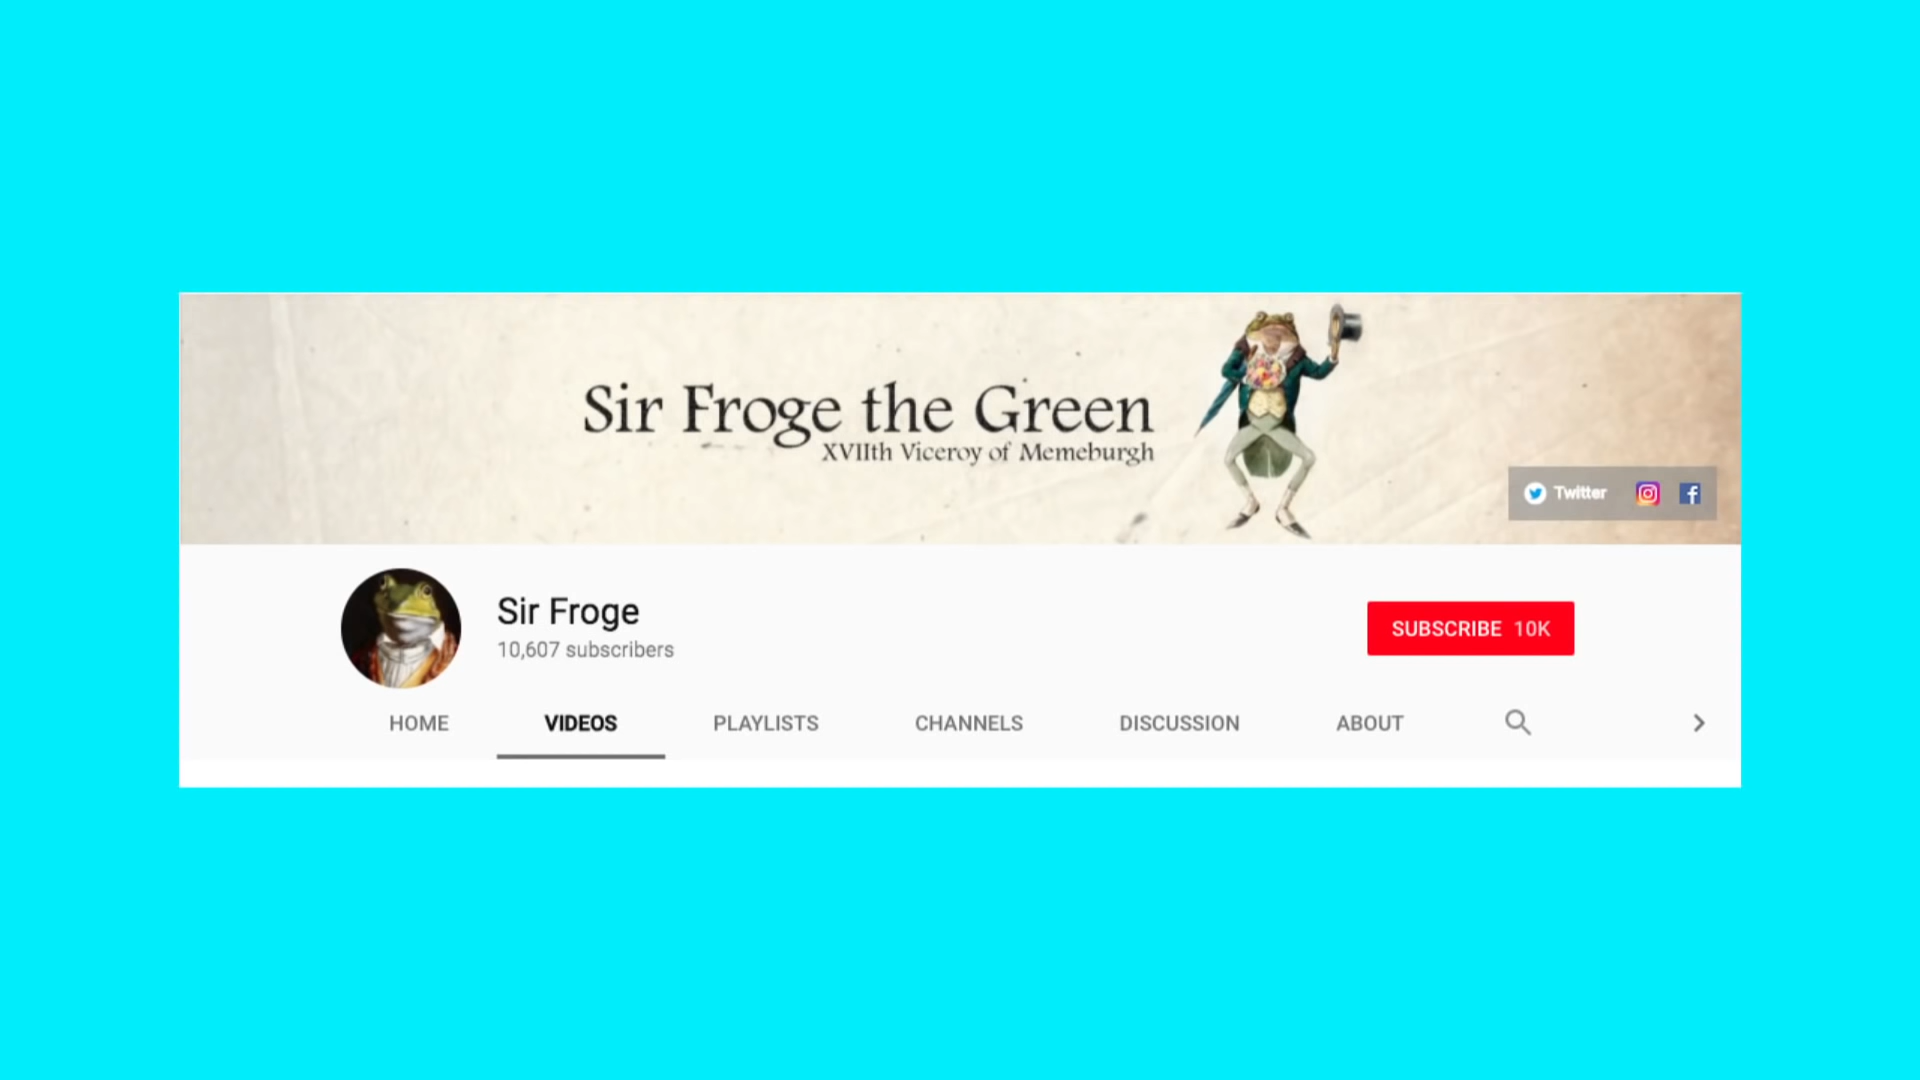 Sir Froge the Green
XVIIth Viceroy of Memeburgh
Twitter
Sir Froge
10,607 subscribers
SUBSCRIBE 10K
HOME VIDEOS PLAYLISTS CHANNELS DISCUSSION ABOUT